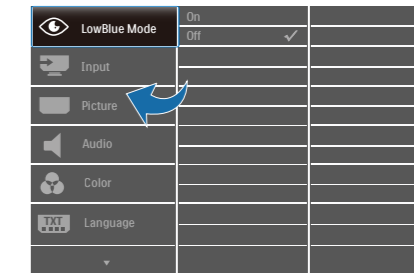 LowBlue Mode
On
Off
Input
Picture
Audio
Color
TXT
Language